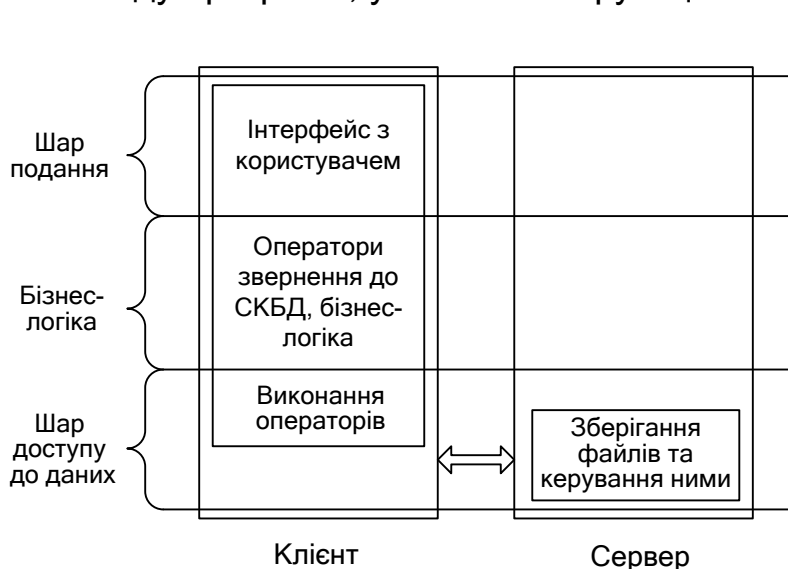 Шар
подання
Інтерфейс з
користувачем
Бізнес-
логіка
Оператори
звернення до
СКБД, бізнес-
логіка
Шар
доступу
до даних
Виконання
операторів
Зберігання
файлів та
керування ними
Клієнт
Сервер